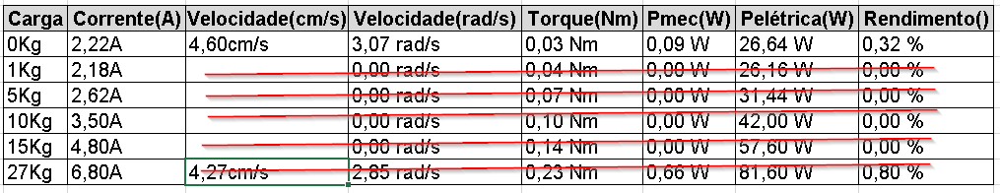 Carga Corrente(A) Velocidade(cm/s) Velocidade(rad/s) Torque(Nm) Pmec(W) Pelétrica(W) Rendimento()
0Kg 2,22A 4,60cm/s 3,07 rad/s 0,03 Nm 0,09 W 26,64 W 0,32 %
1Kg 2,18A 0,00 rad/s 0,04 Nm 0,00 W 26,16 W 0,00 %
5Kg 2,62A 0,00 rad/s 0,07 Nm 0,00 W 31,44 W 0,00 %
10Kg 3,50A 0,00 rad/s 0,10 Nm 0,00 W 42,00 W 0,00 %
15Kg 4,80A 0,00 rad/s 0,14 Nm 0,00 W 57,60 W 0,00 %
27Kg 6,80A 4,27cm/s 2,85 rad/s 0,23 Nm 0,66 W 81,60 W 0,80 %